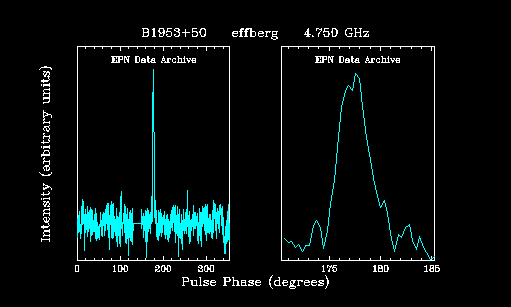 B1953+50 effberg 4.750 GHz
EPN Data Archive EPN Data Archive
Intensity (arbitrary units)
0 100 200 300 175 180 185
Pulse Phase (degrees)